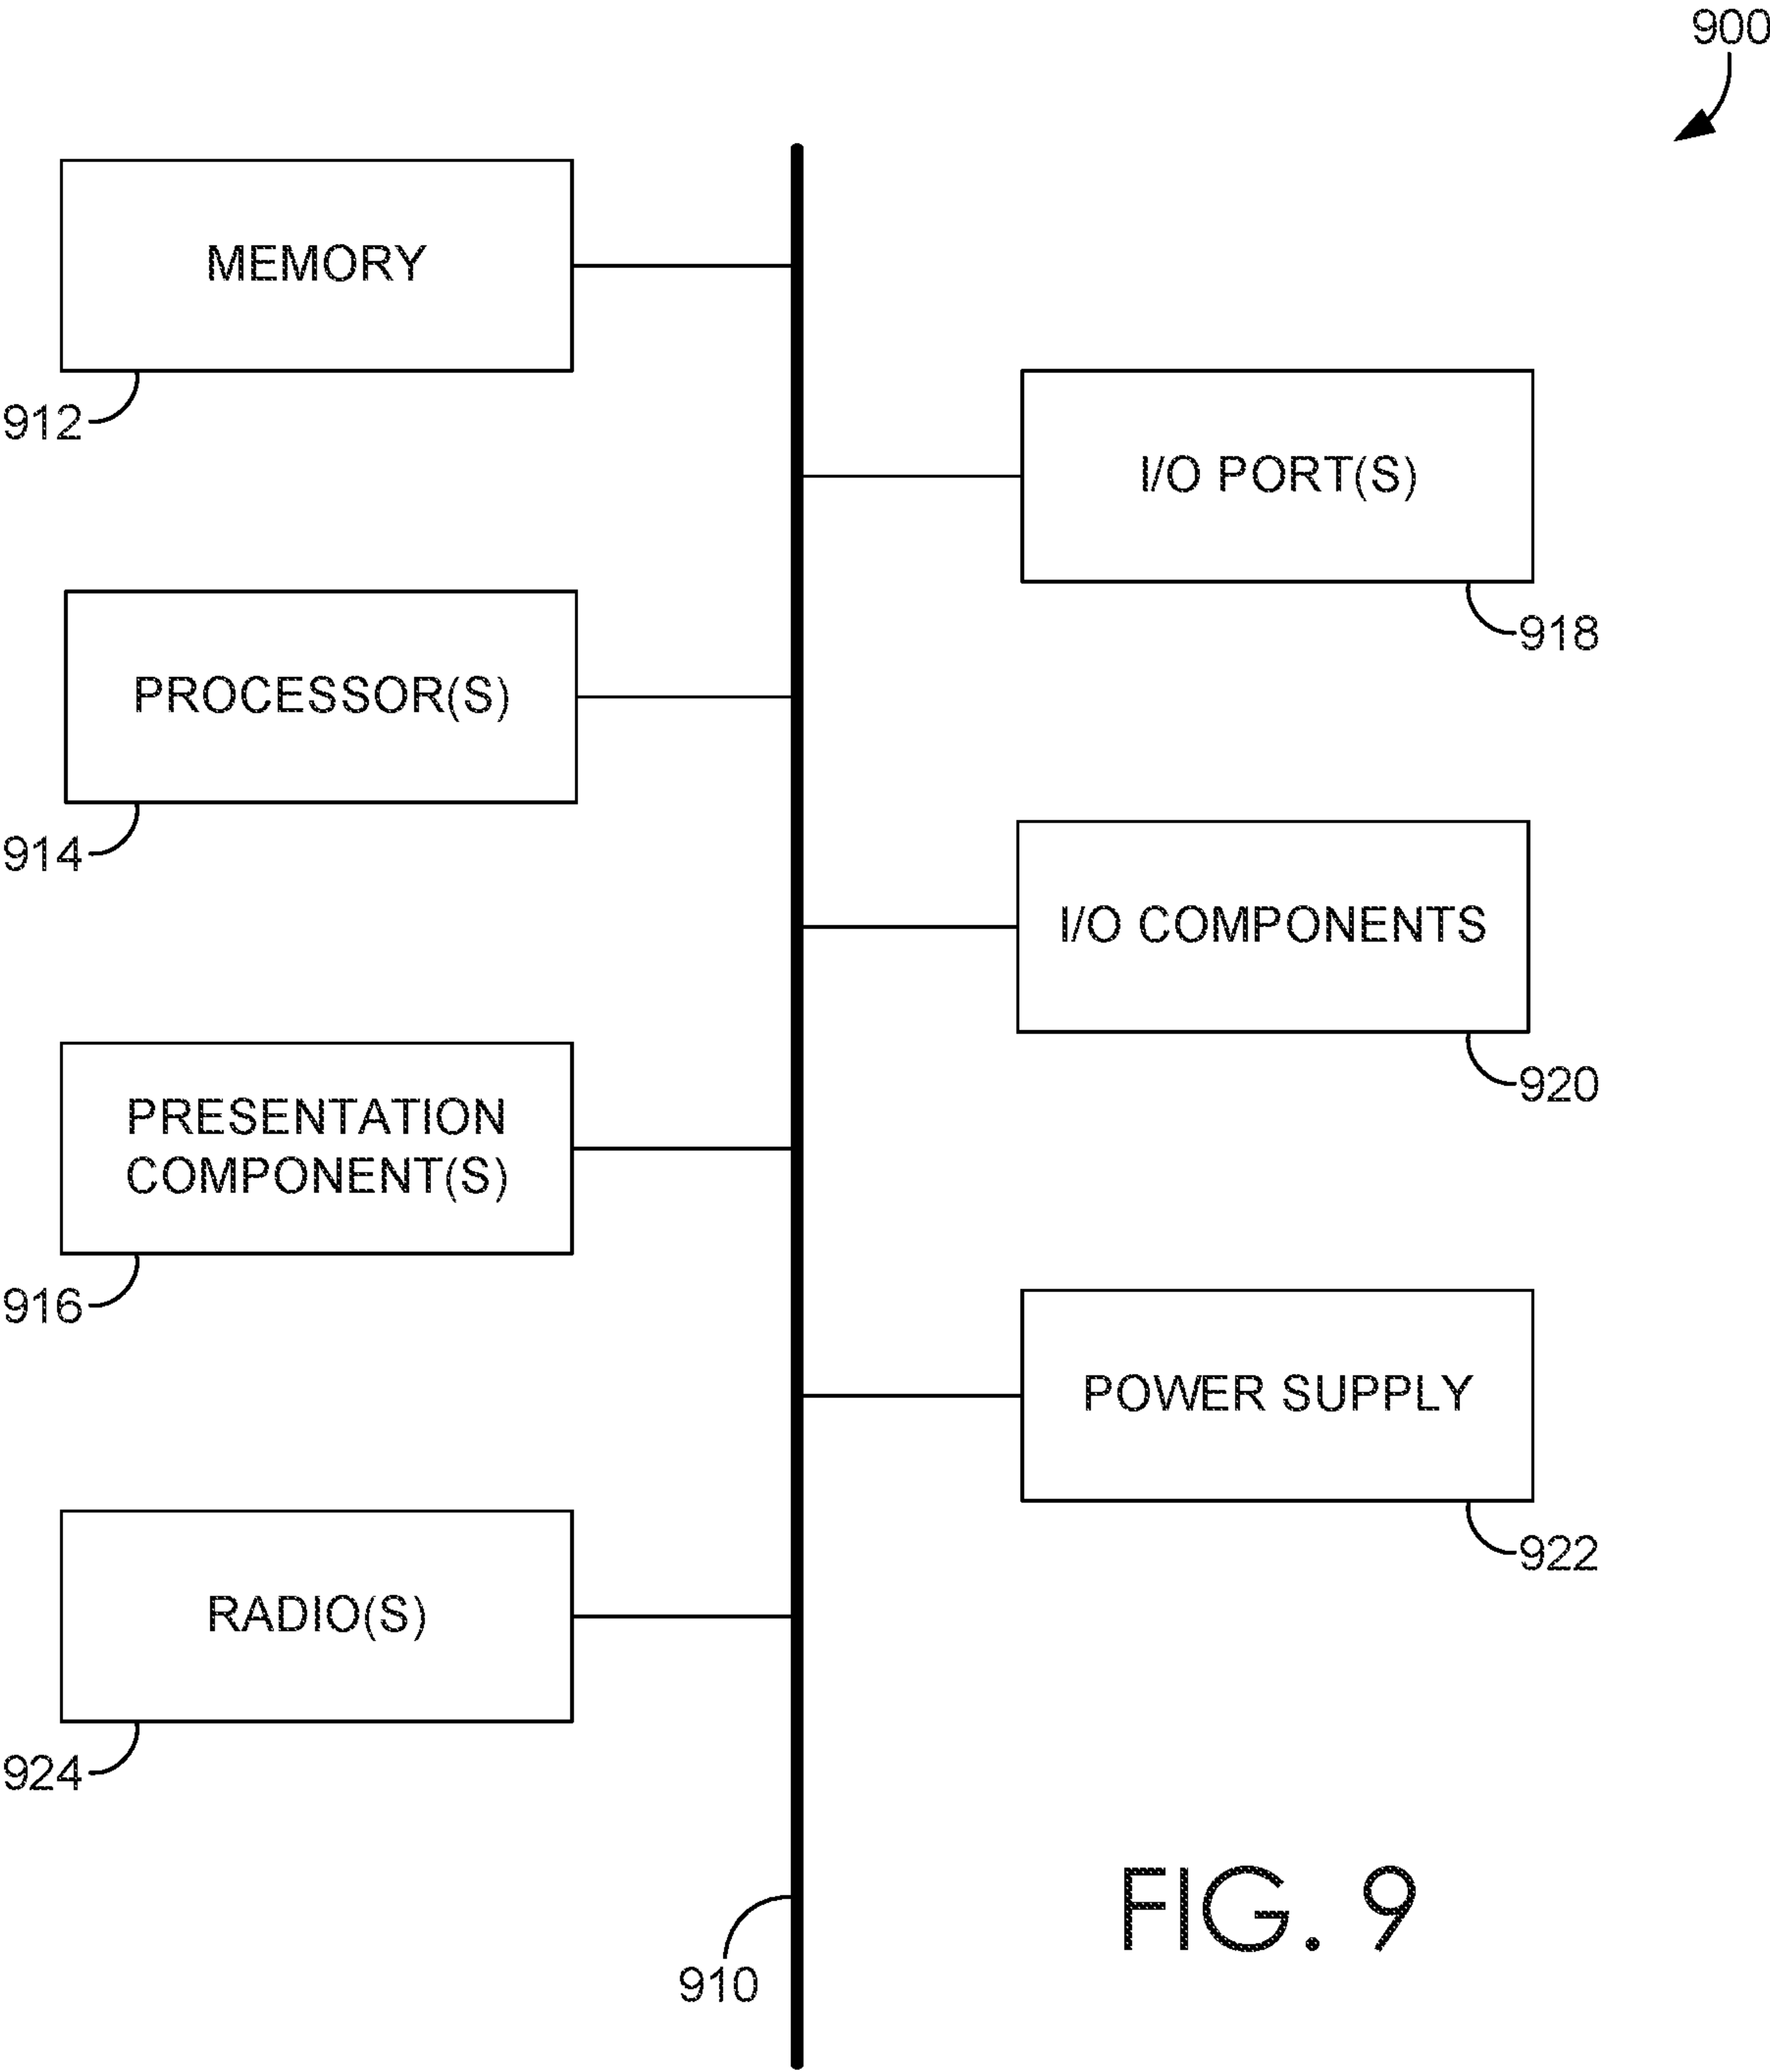 900
MEMORY
912
I/O PORT(S)
918
PROCESSOR(S)
914
I/O COMPONENTS
920
PRESENTATION
COMPONENT(S)
916
POWER SUPPLY
922
RADIO(S)
924
910
FIG. 9